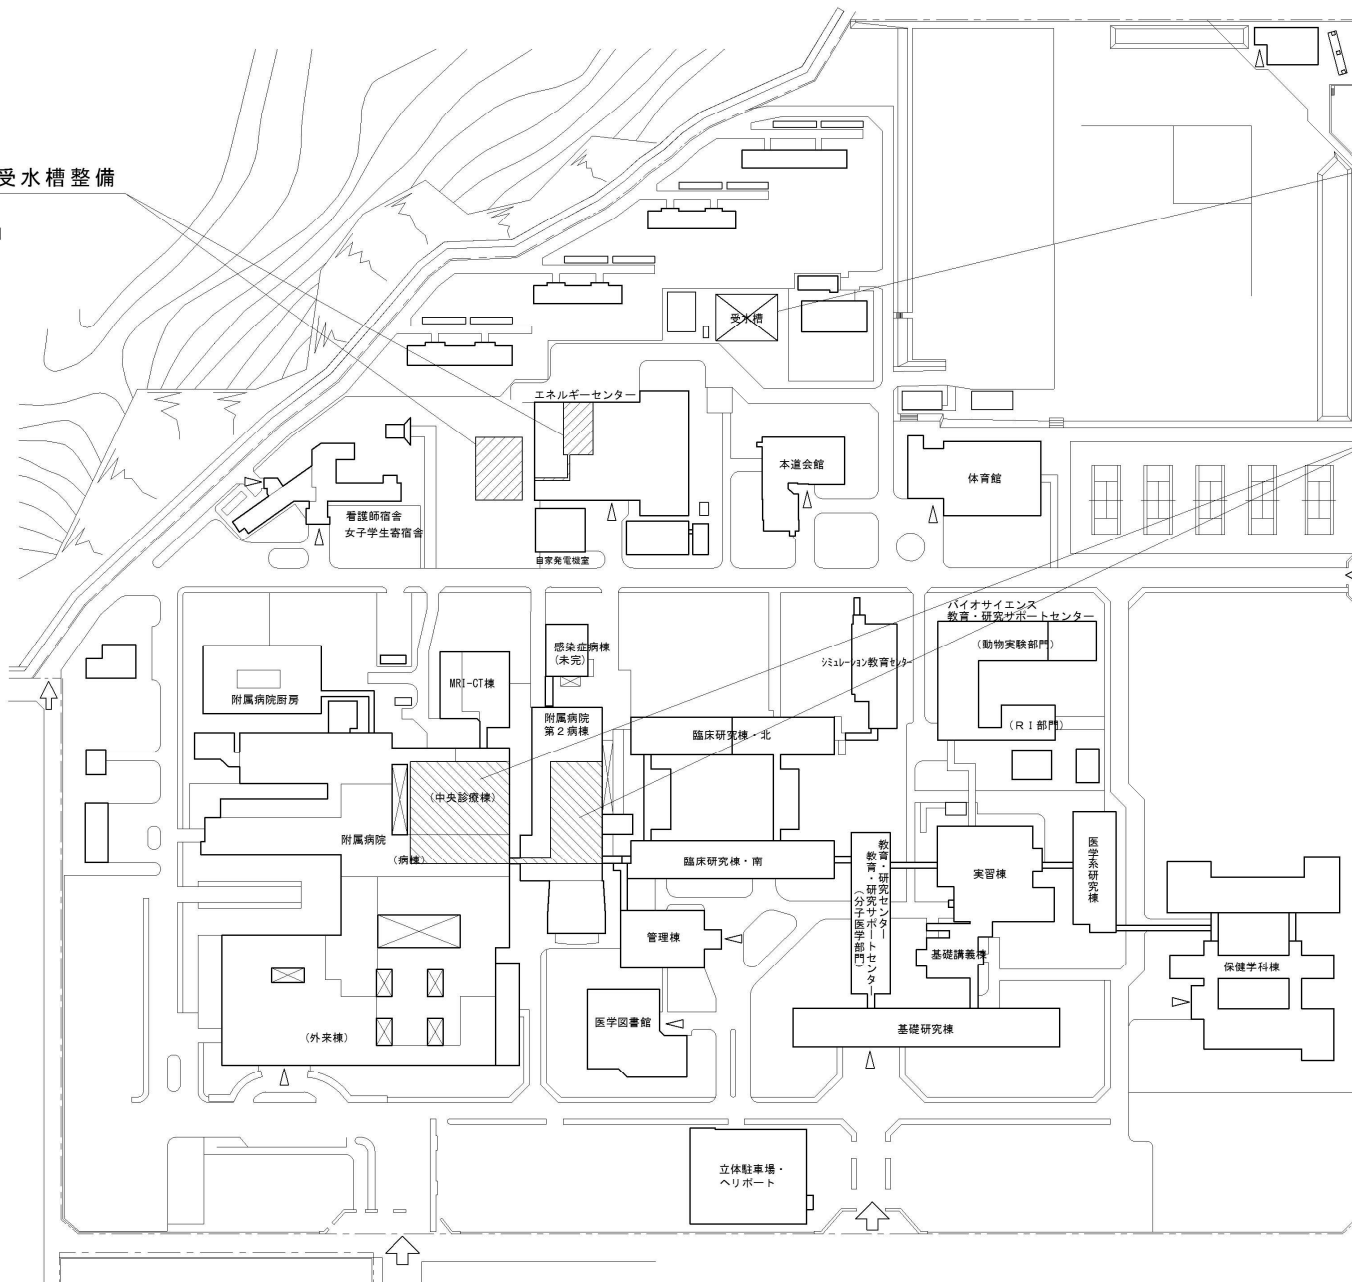 受水槽整備
受水槽
エネルギーセンター
本道会館
体育館
看護師宿舎
女子学生寄宿舎
自家発電機室
バイオサイエンス
教育・研究サポートセンター
(動物実験部門)
感染症病棟
(未完)
シミュレーション教育センター
MRI-CT棟
附属病院厨房
附属病院
第2病棟
(RI部門)
臨床研究棟・北
(中央診療棟)
附属病院
(病棟)
臨床研究棟・南
教育・研究センター
教育・研究サポートセンター
(分子医学部門)
実習棟
医学系研究棟
管理棟
基礎講義棟
保健学科棟
医学図書館
基礎研究棟
(外来棟)
立体駐車場・
ヘリポート